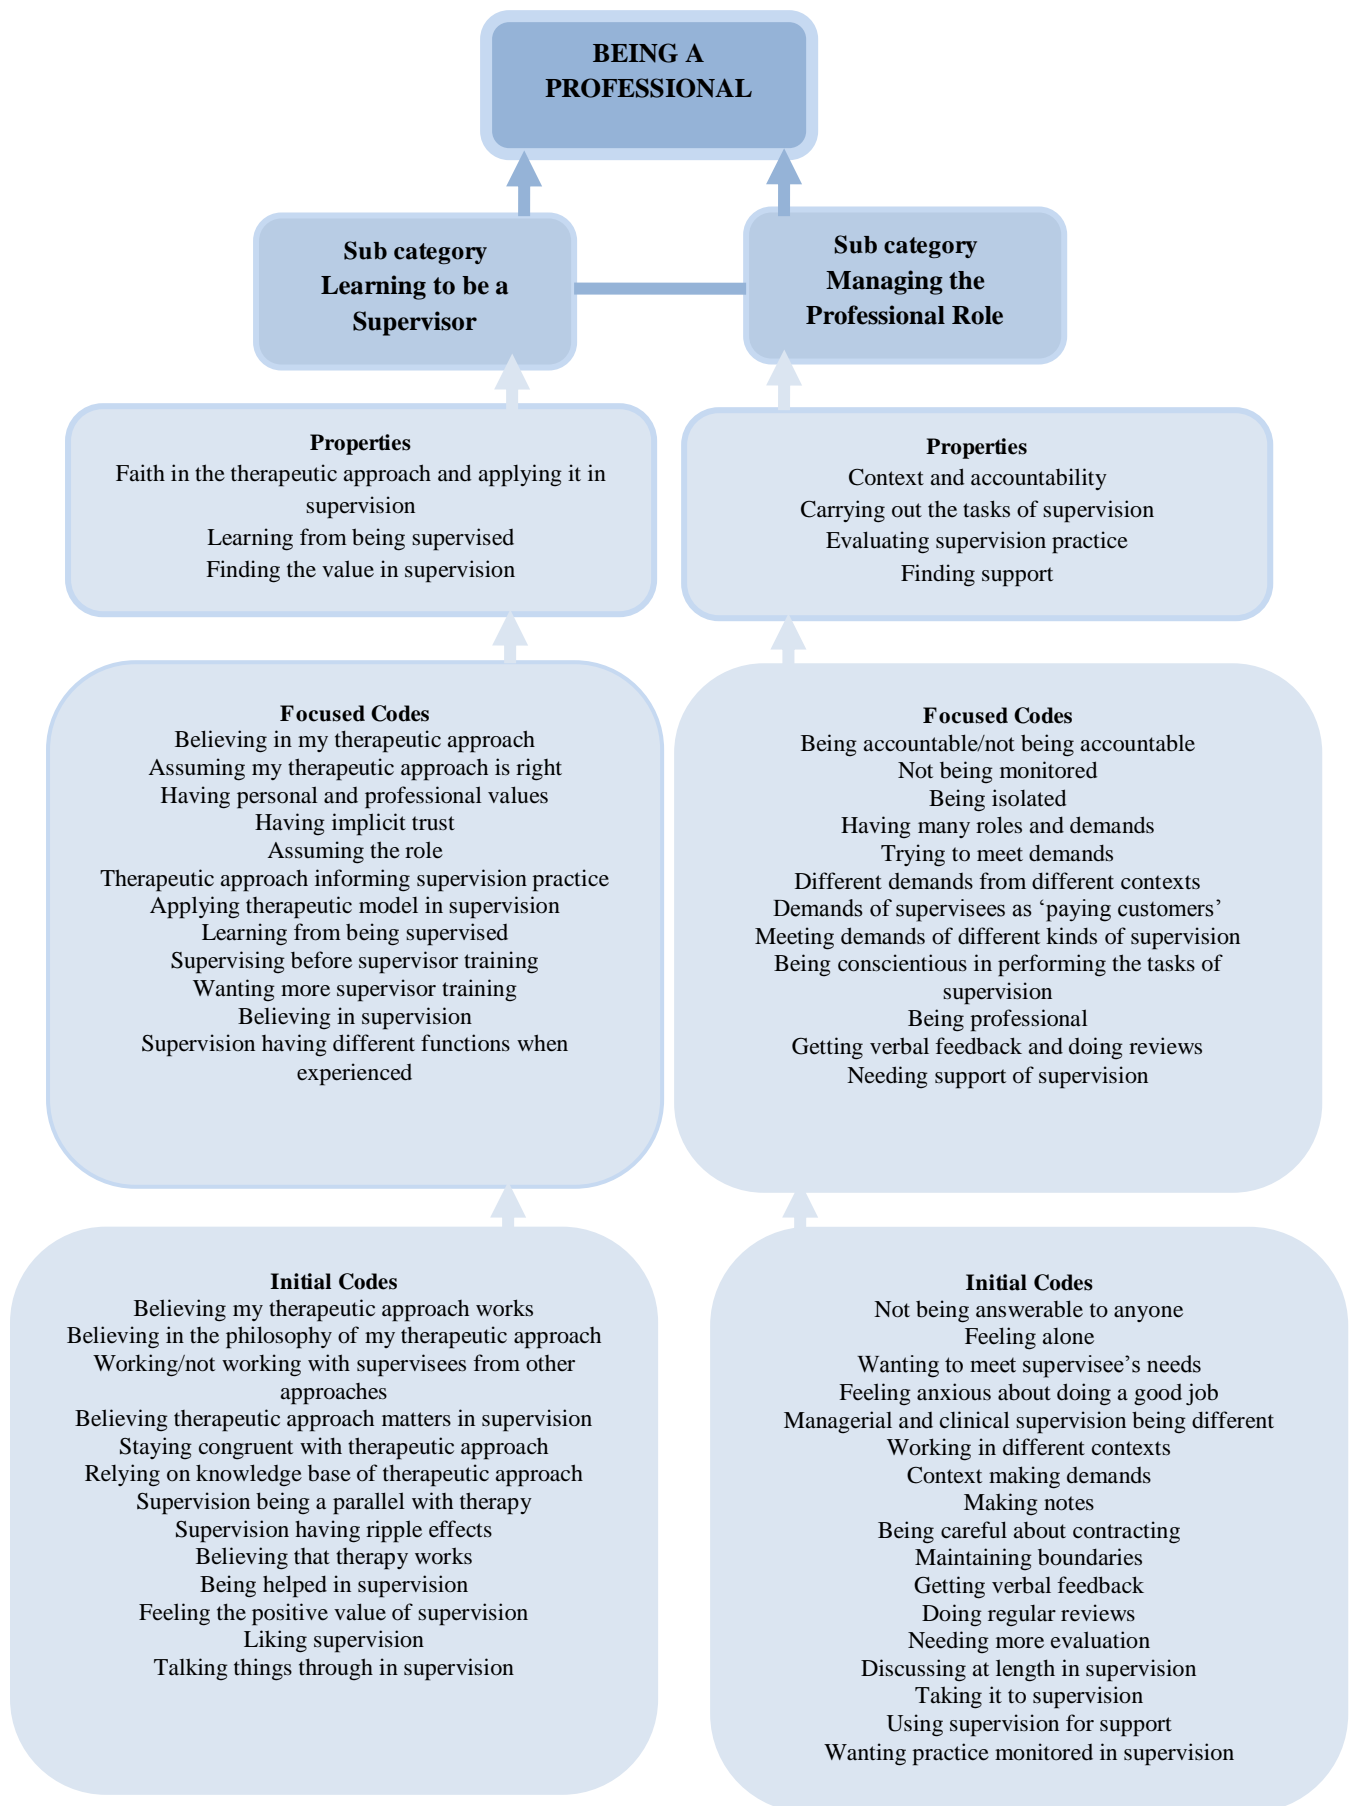 BEING A
PROFESSIONAL
Sub category
Learning to be a
Supervisor
Sub category
Managing the
Professional Role
Properties
Faith in the therapeutic approach and applying it in
supervision
Learning from being supervised
Finding the value in supervision
Properties
Context and accountability
Carrying out the tasks of supervision
Evaluating supervision practice
Finding support
Focused Codes
Believing in my therapeutic approach
Assuming my therapeutic approach is right
Having personal and professional values
Having implicit trust
Assuming the role
Therapeutic approach informing supervision practice
Applying therapeutic model in supervision
Learning from being supervised
Supervising before supervisor training
Wanting more supervisor training
Believing in supervision
Supervision having different functions when
experienced
Focused Codes
Being accountable/not being accountable
Not being monitored
Being isolated
Having many roles and demands
Trying to meet demands
Different demands from different contexts
Demands of supervisees as ‘paying customers’
Meeting demands of different kinds of supervision
Being conscientious in performing the tasks of
supervision
Being professional
Getting verbal feedback and doing reviews
Needing support of supervision
Initial Codes
Believing my therapeutic approach works
Believing in the philosophy of my therapeutic approach
Working/not working with supervisees from other
approaches
Believing therapeutic approach matters in supervision
Staying congruent with therapeutic approach
Relying on knowledge base of therapeutic approach
Supervision being a parallel with therapy
Supervision having ripple effects
Believing that therapy works
Being helped in supervision
Feeling the positive value of supervision
Liking supervision
Talking things through in supervision
Initial Codes
Not being answerable to anyone
Feeling alone
Wanting to meet supervisee’s needs
Feeling anxious about doing a good job
Managerial and clinical supervision being different
Working in different contexts
Context making demands
Making notes
Being careful about contracting
Maintaining boundaries
Getting verbal feedback
Doing regular reviews
Needing more evaluation
Discussing at length in supervision
Taking it to supervision
Using supervision for support
Wanting practice monitored in supervision